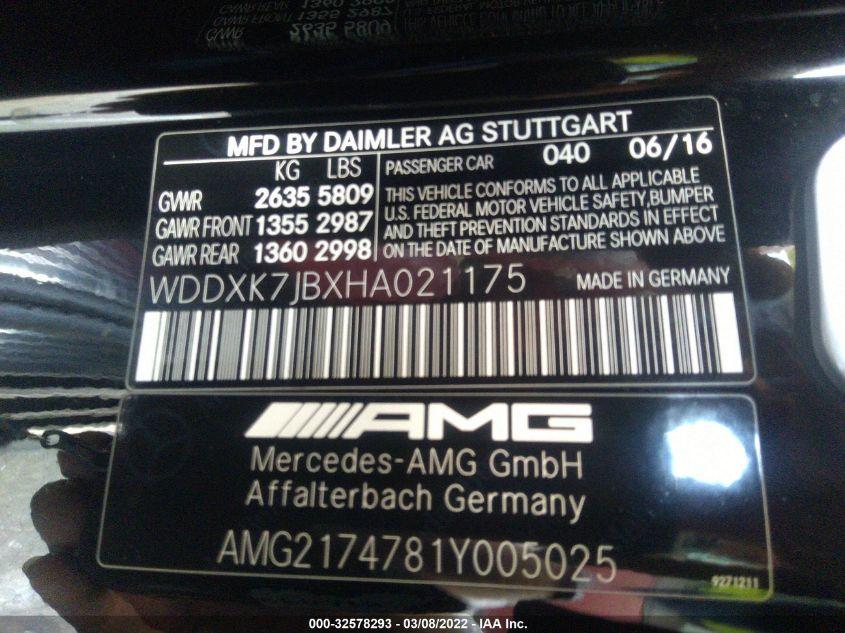 MFD BY DAIMLER AG STUTTGART
KG LBS
GVWR 2635 5809
GAWR FRONT 1355 2987
GAWR REAR 1360 2998
PASSENGER CAR 040 06/16
THIS VEHICLE CONFORMS TO ALL APPLICABLE
U.S. FEDERAL MOTOR VEHICLE SAFETY, BUMPER
AND THEFT PREVENTION STANDARDS IN EFFECT
ON THE DATE OF MANUFACTURE SHOWN ABOVE
WDDXK7JBXHA021175 MADE IN GERMANY
AMG
Mercedes-AMG GmbH
Affalterbach Germany
AMG2174781Y005025
9271211
000-32578293 — 03/08/2022 — IAA Inc.